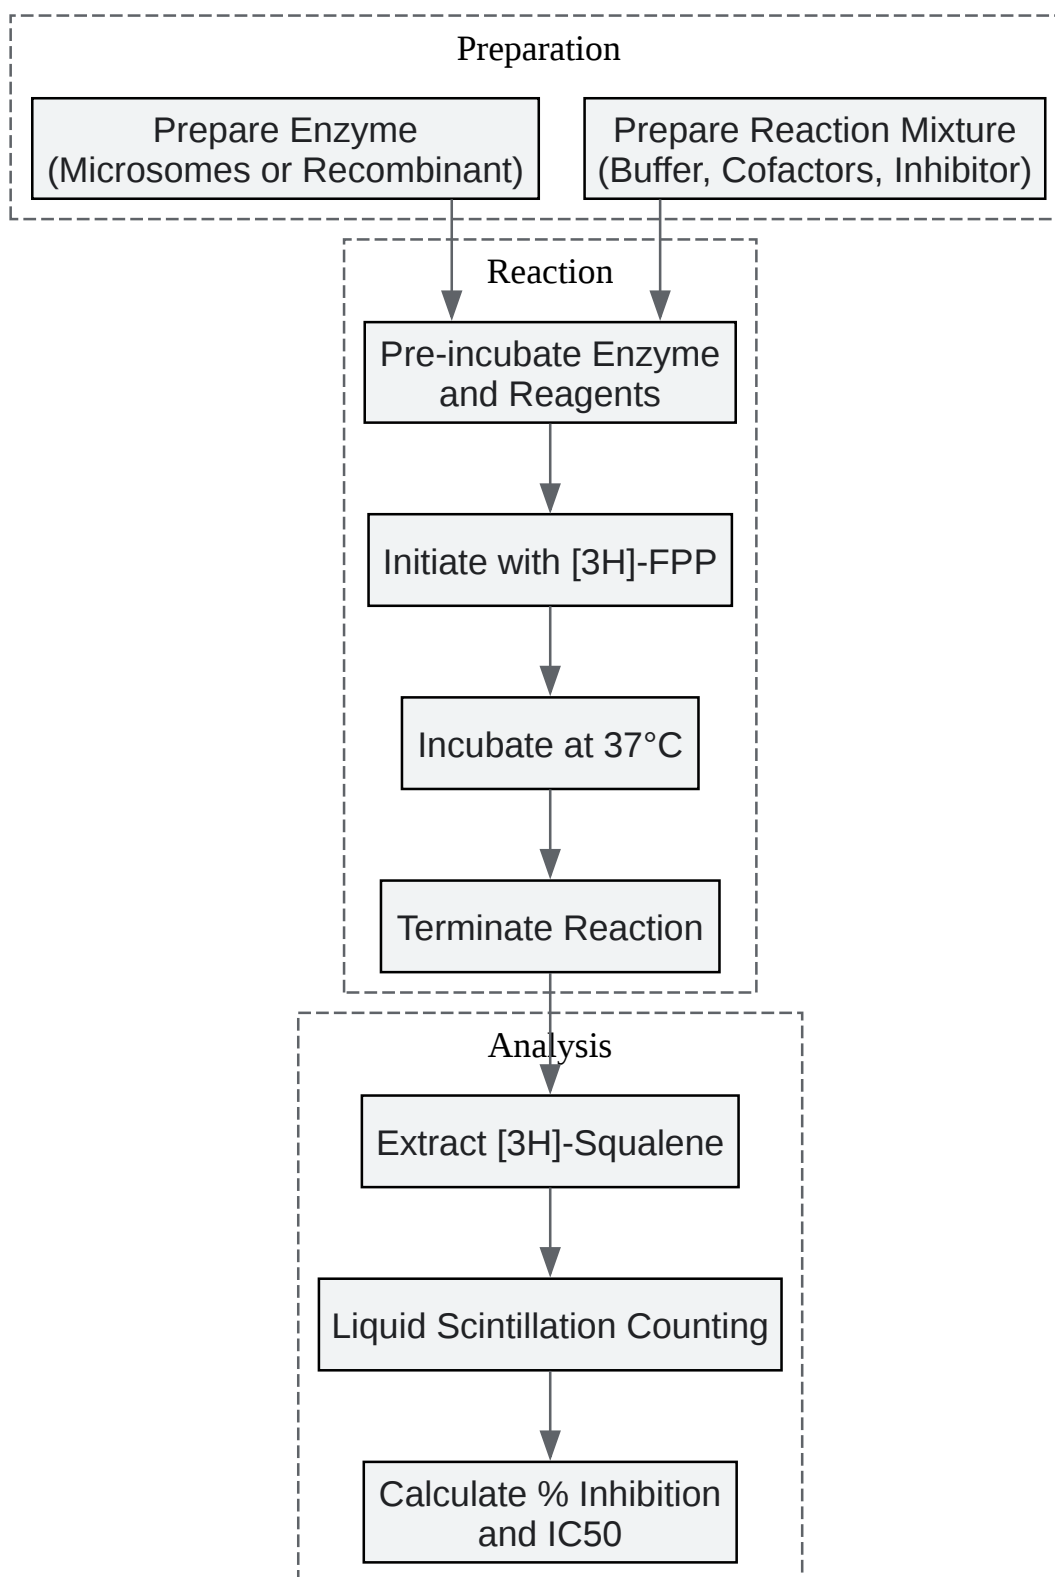 Preparation
Prepare Enzyme
(Microsomes or Recombinant)
Prepare Reaction Mixture
(Buffer, Cofactors, Inhibitor)
Reaction
Pre-incubate Enzyme
and Reagents
Initiate with [3H]-FPP
Incubate at 37°C
Terminate Reaction
Analysis
Extract [3H]-Squalene
Liquid Scintillation Counting
Calculate % Inhibition
and IC50